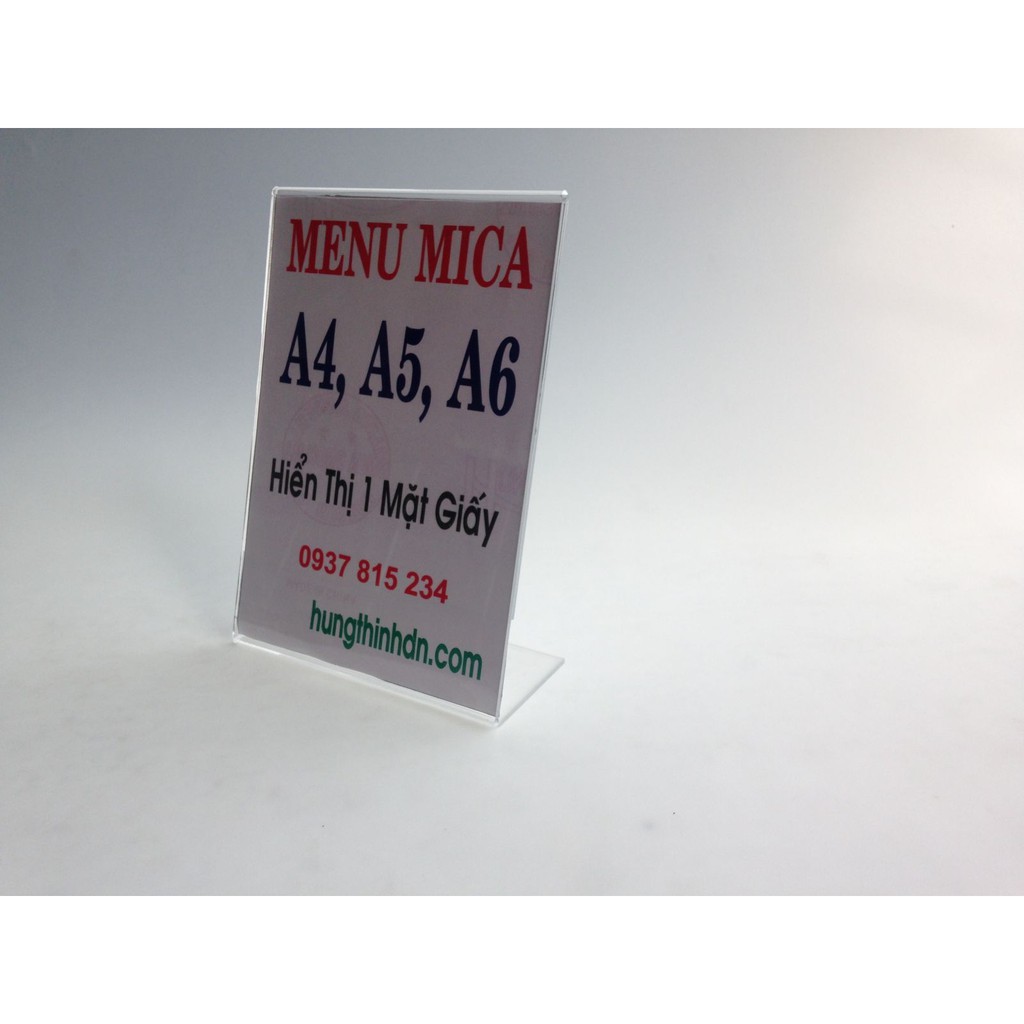 MENU MICA
A4, A5, A6
Hiển Thị 1 Mặt Giấy
0937 815 234
hungthinhdn.com